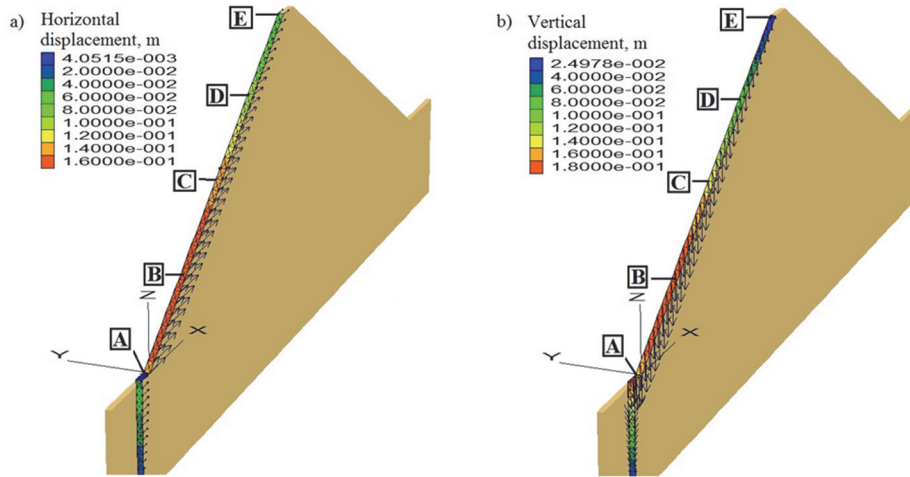 a) Horizontal
displacement, m
4.0515e-003
2.0000e-002
4.0000e-002
6.0000e-002
8.0000e-002
1.0000e-001
1.2000e-001
1.4000e-001
1.6000e-001
E
D
C
B
A
N
X
Y
b) Vertical
displacement, m
2.4978e-002
4.0000e-002
6.0000e-002
8.0000e-002
1.0000e-001
1.2000e-001
1.4000e-001
1.6000e-001
1.8000e-001
E
D
C
B
A
N
X
Y